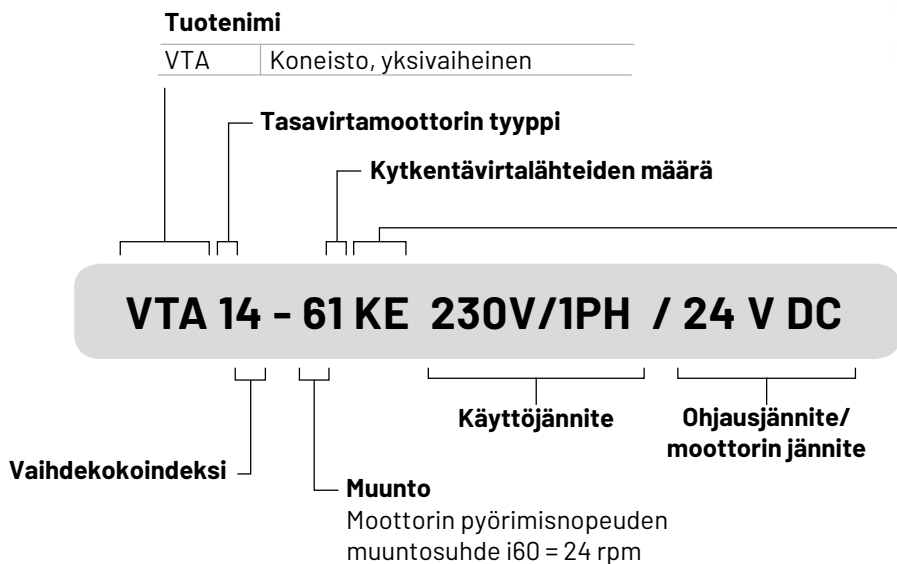 Tuotenimi
VTA Koneisto, yksivaiheinen
Tasavirtamoottorin tyyppi
Kytkentävirtalähteiden määrä
VTA 14 - 61 KE 230V/1PH / 24 V DC
Käyttöjännite
Ohjausjännite/
moottorin jännite
Vaihdekokoindeksi
Muunto
Moottorin pyörimisnopeuden
muuntosuhde i60 = 24 rpm